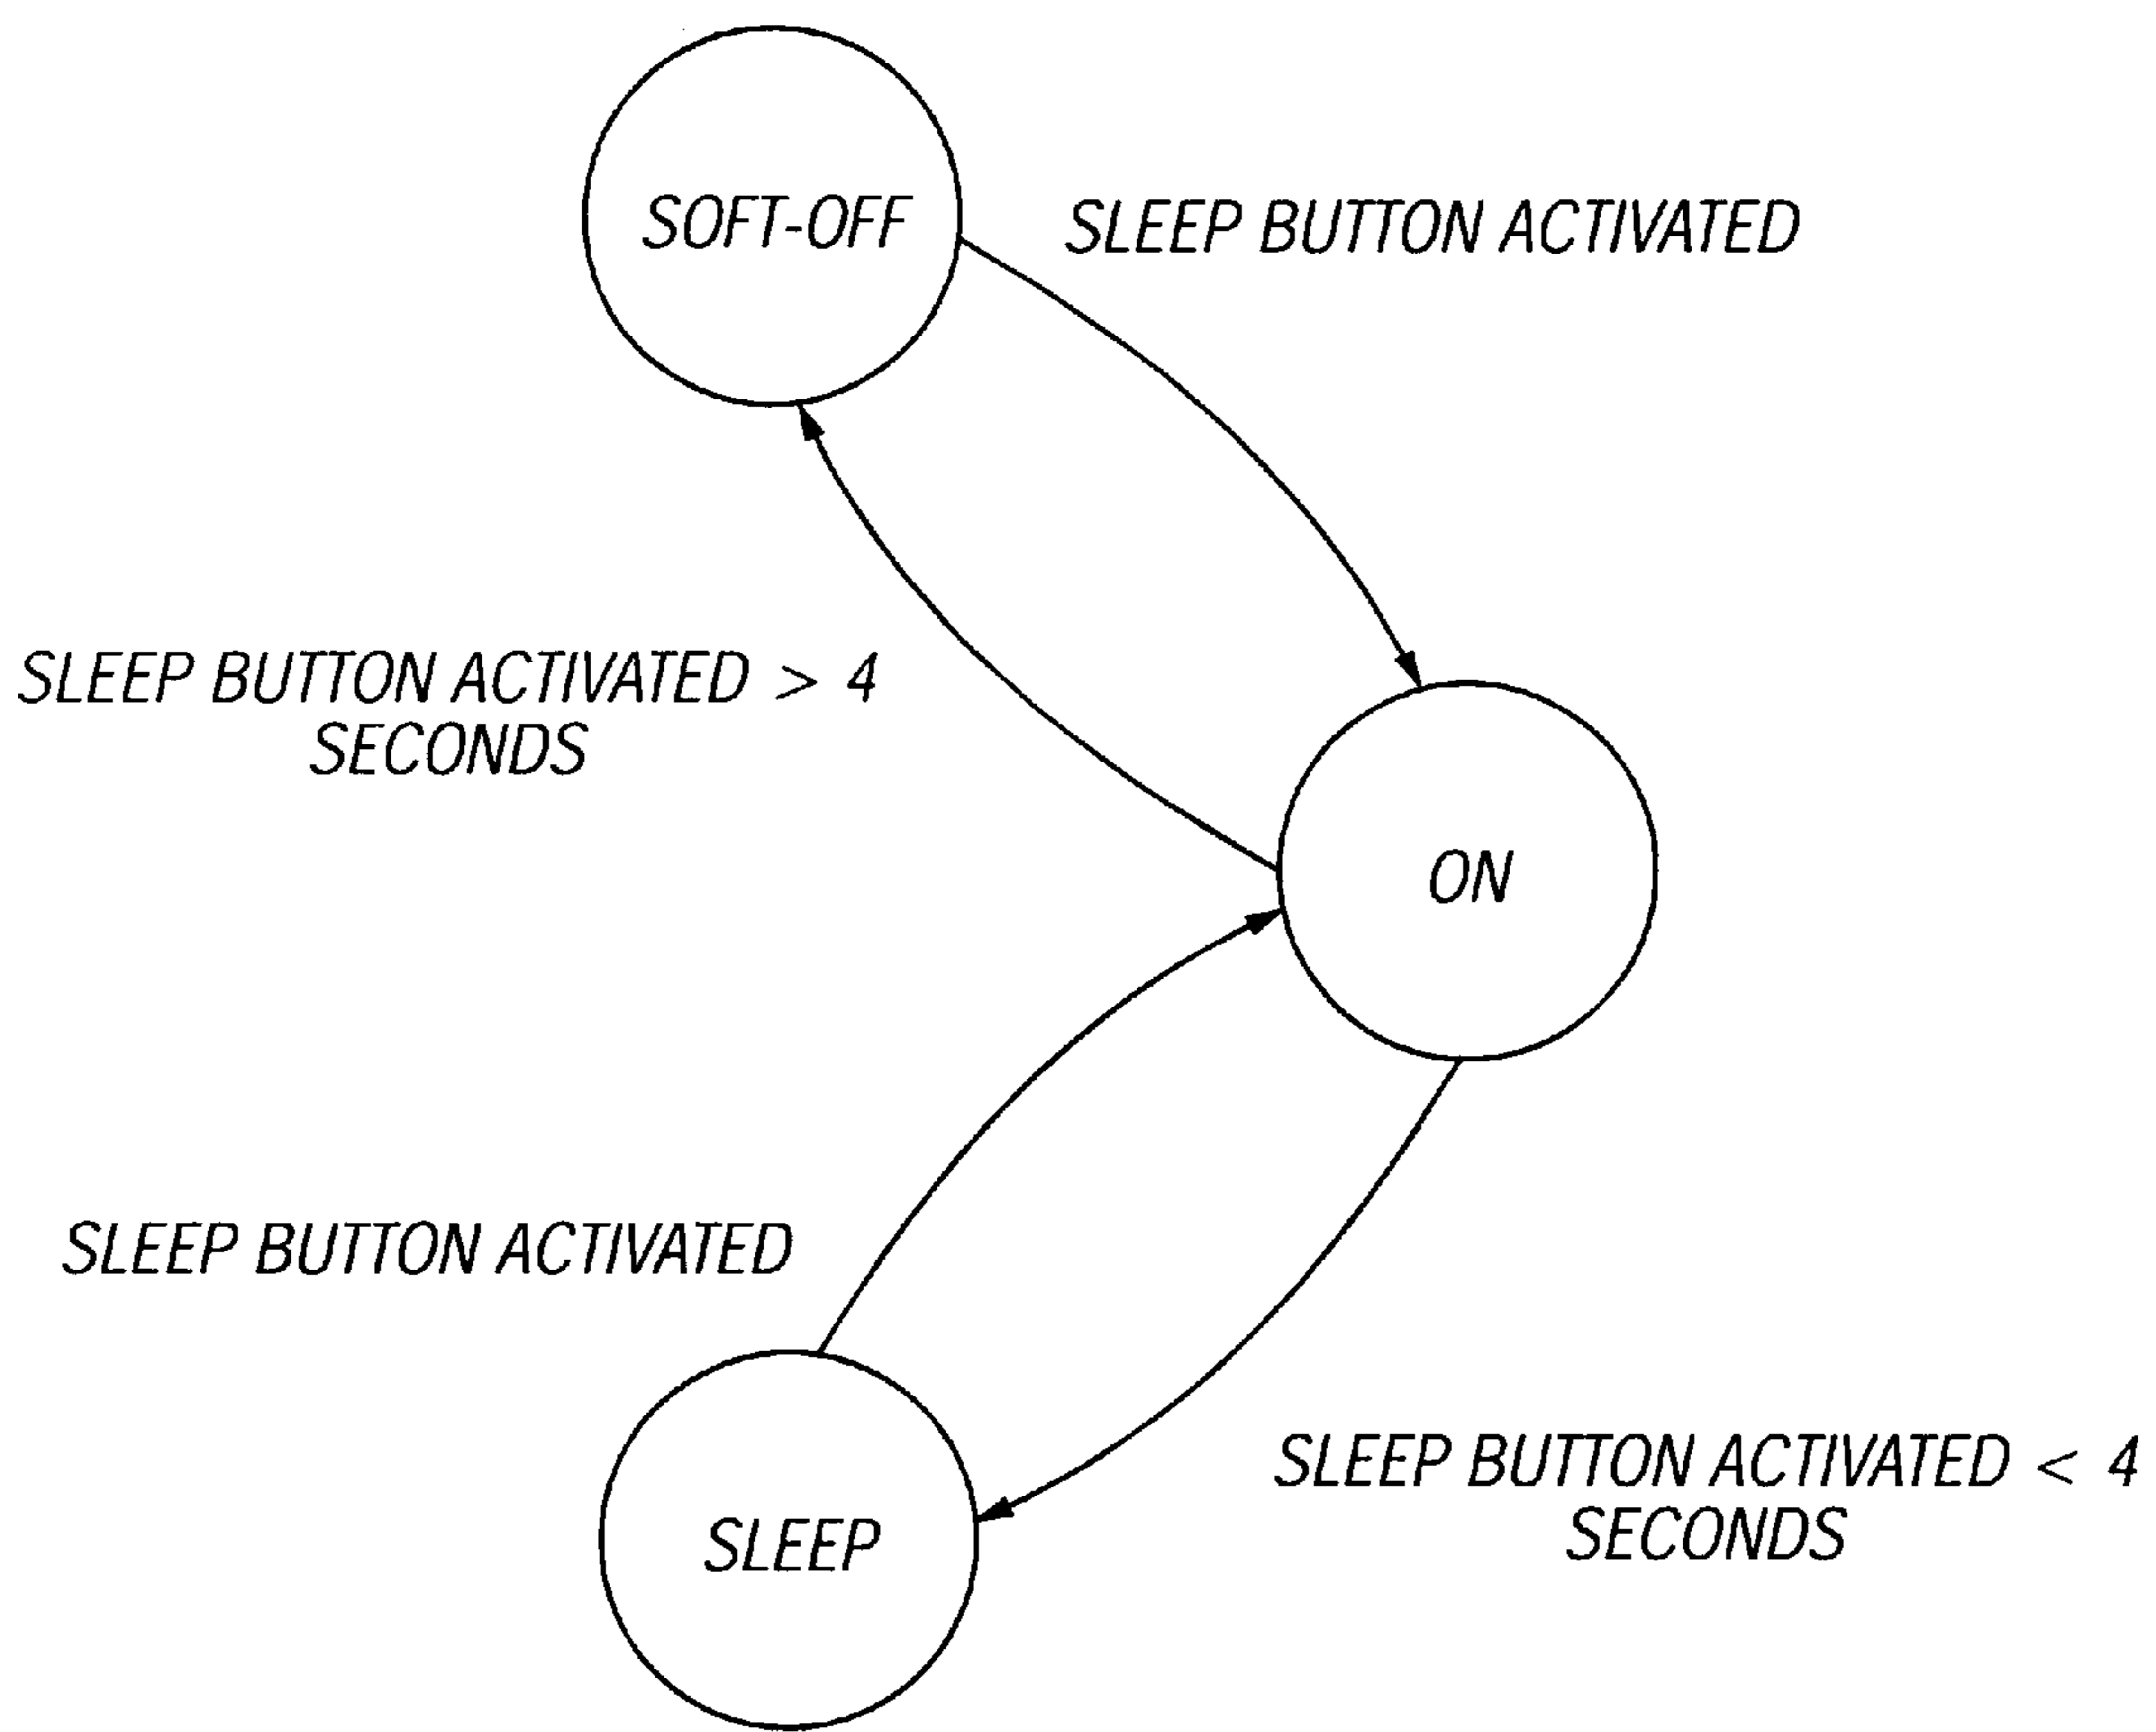 SOFT-OFF
SLEEP BUTTON ACTIVATED
SLEEP BUTTON ACTIVATED > 4
SECONDS
ON
SLEEP BUTTON ACTIVATED
SLEEP BUTTON ACTIVATED < 4
SECONDS
SLEEP